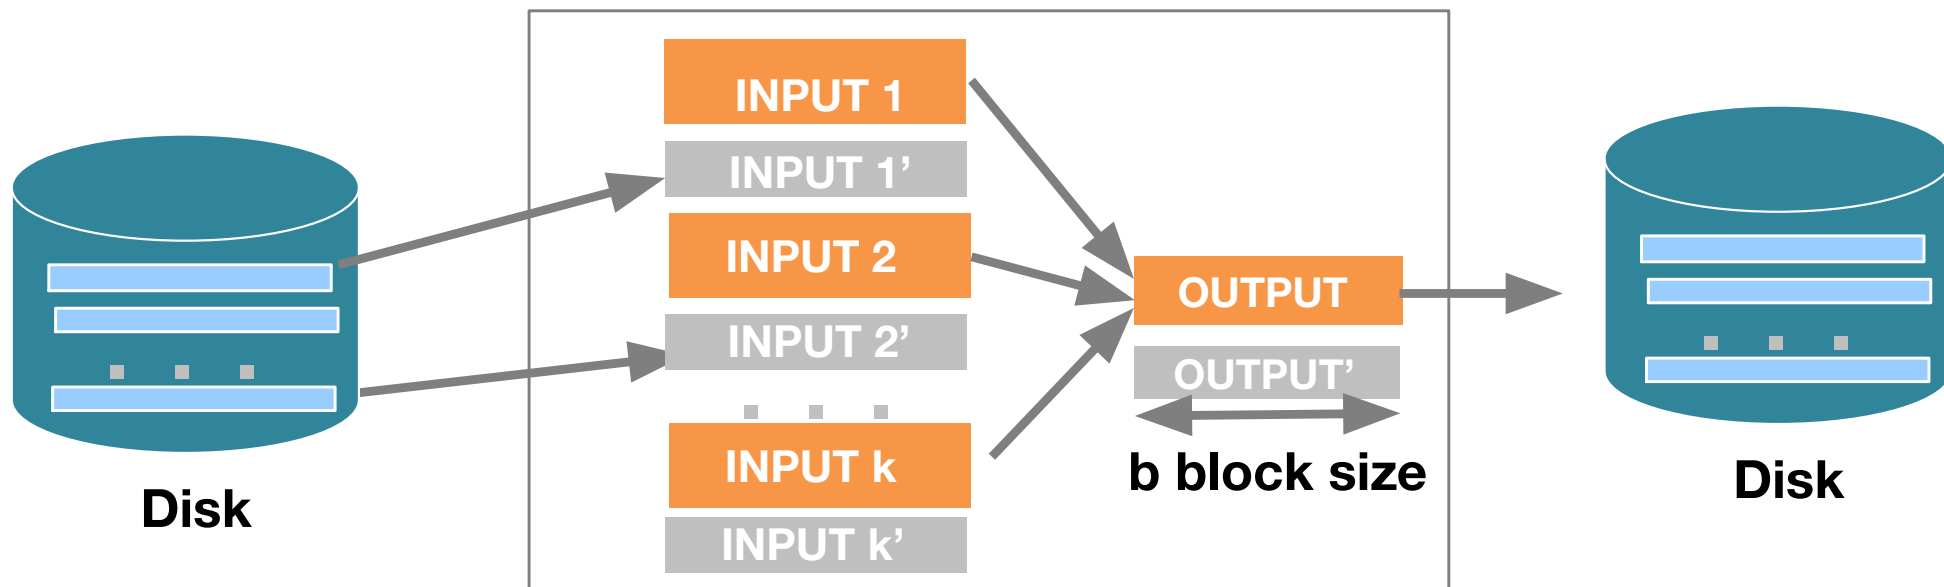 INPUT 1
INPUT 1’
INPUT 2
INPUT 2’
INPUT k
INPUT k’
OUTPUT
OUTPUT’
b block size
Disk
Disk